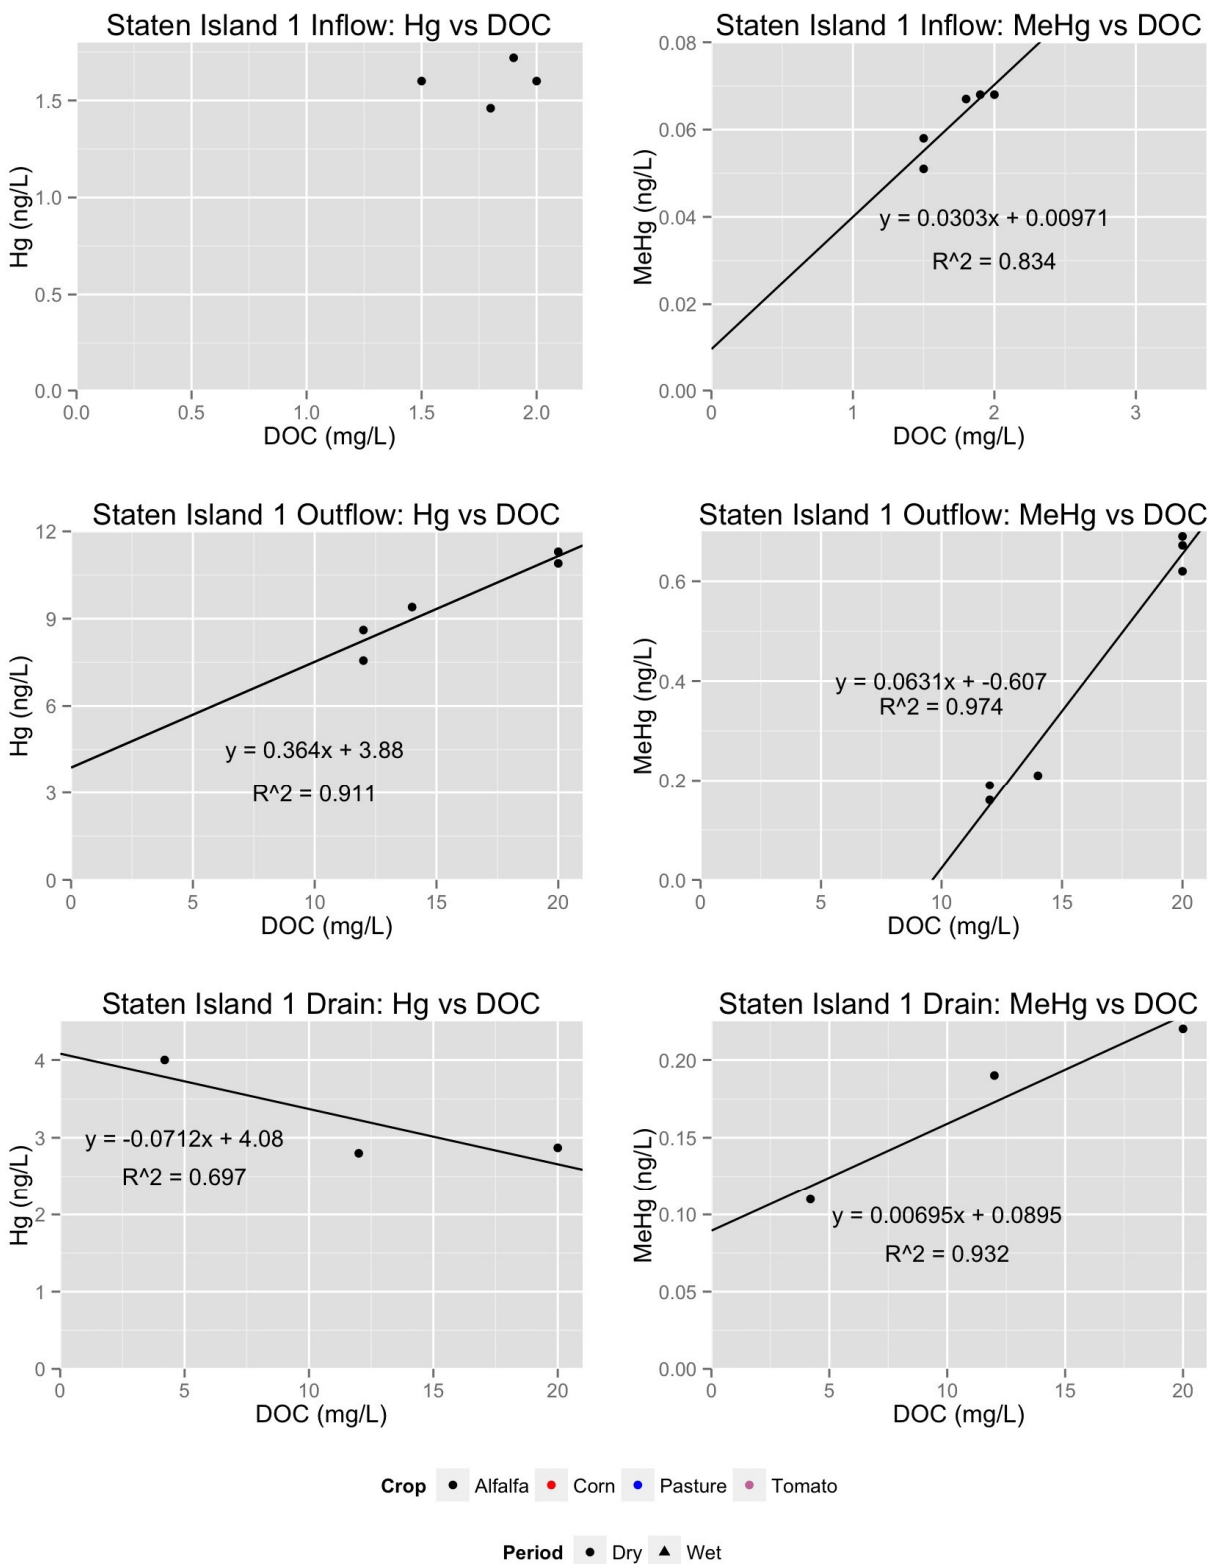 Staten Island 1 Inflow: Hg vs DOC
Hg (ng/L)
1.5
1.0
0.5
0.0
0.0 0.5 1.0 1.5 2.0
DOC (mg/L)
Staten Island 1 Inflow: MeHg vs DOC
MeHg (ng/L)
0.08
0.06
0.04
0.02
0.00
y = 0.0303x + 0.00971
R^2 = 0.834
0 1 2 3
DOC (mg/L)
Staten Island 1 Outflow: Hg vs DOC
Hg (ng/L)
12
9
6
3
0
y = 0.364x + 3.88
R^2 = 0.911
0 5 10 15 20
DOC (mg/L)
Staten Island 1 Outflow: MeHg vs DOC
MeHg (ng/L)
0.6
0.4
0.2
0.0
y = 0.0631x + -0.607
R^2 = 0.974
0 5 10 15 20
DOC (mg/L)
Staten Island 1 Drain: Hg vs DOC
Hg (ng/L)
4
3
2
1
0
y = -0.0712x + 4.08
R^2 = 0.697
0 5 10 15 20
DOC (mg/L)
Staten Island 1 Drain: MeHg vs DOC
MeHg (ng/L)
0.20
0.15
0.10
0.05
0.00
y = 0.00695x + 0.0895
R^2 = 0.932
0 5 10 15 20
DOC (mg/L)
Crop Alfalfa Corn Pasture Tomato
Period Dry Wet